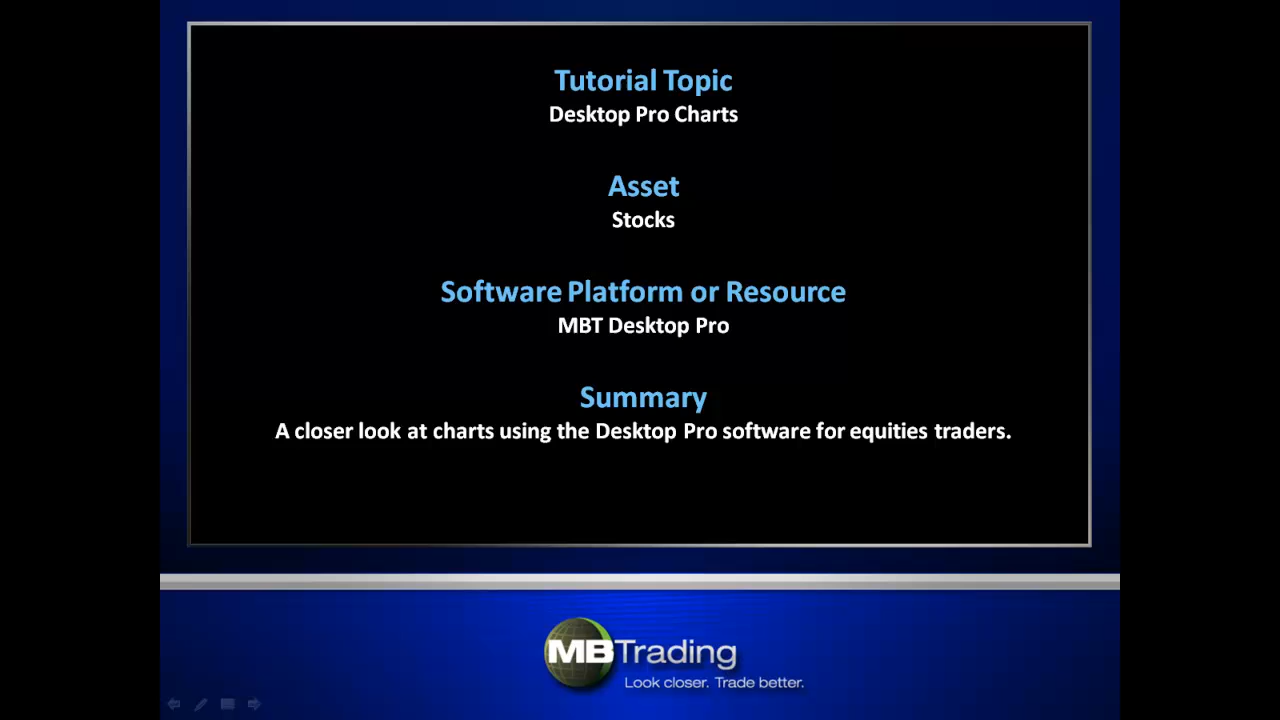 Tutorial Topic
Desktop Pro Charts
Asset
Stocks
Software Platform or Resource
MBT Desktop Pro
Summary
A closer look at charts using the Desktop Pro software for equities traders.
MBTrading
Look closer. Trade better.